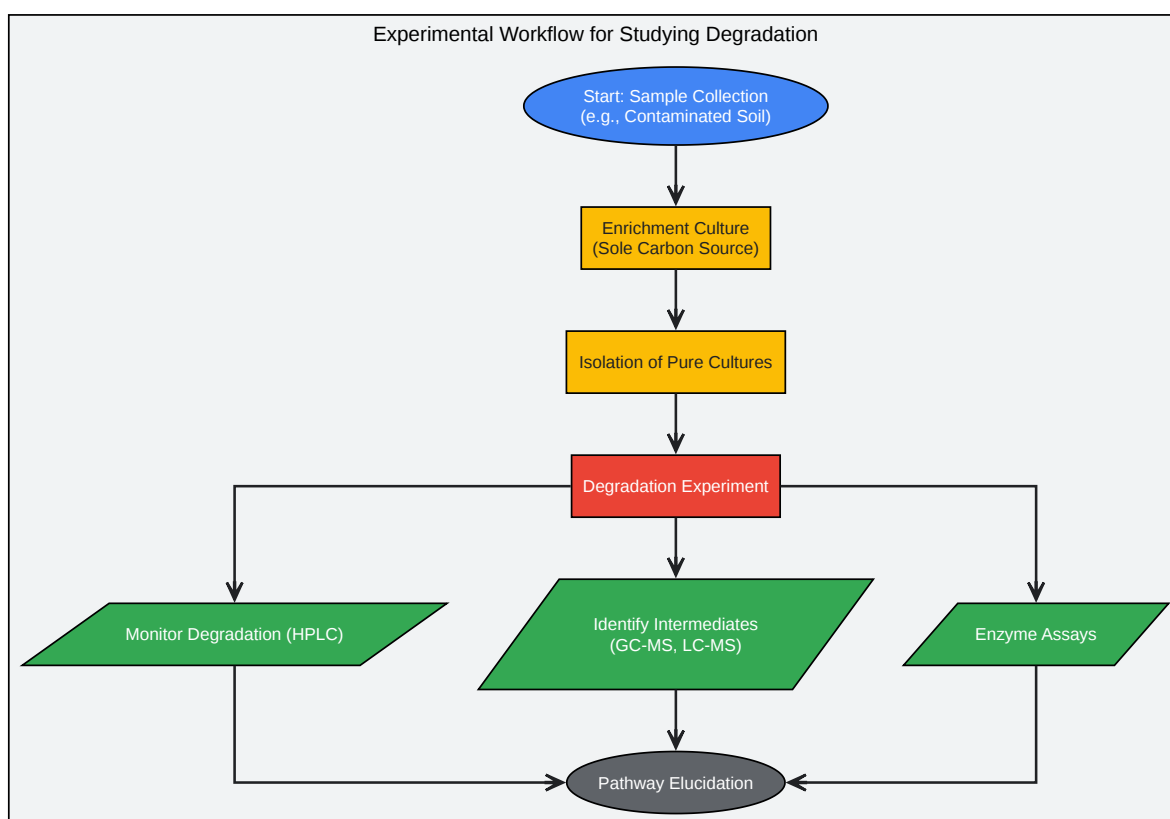 Experimental Workflow for Studying Degradation
Start: Sample Collection
(e.g., Contaminated Soil)
Enrichment Culture
(Sole Carbon Source)
Isolation of Pure Cultures
Degradation Experiment
Monitor Degradation (HPLC)
Identify Intermediates
(GC-MS, LC-MS)
Enzyme Assays
Pathway Elucidation